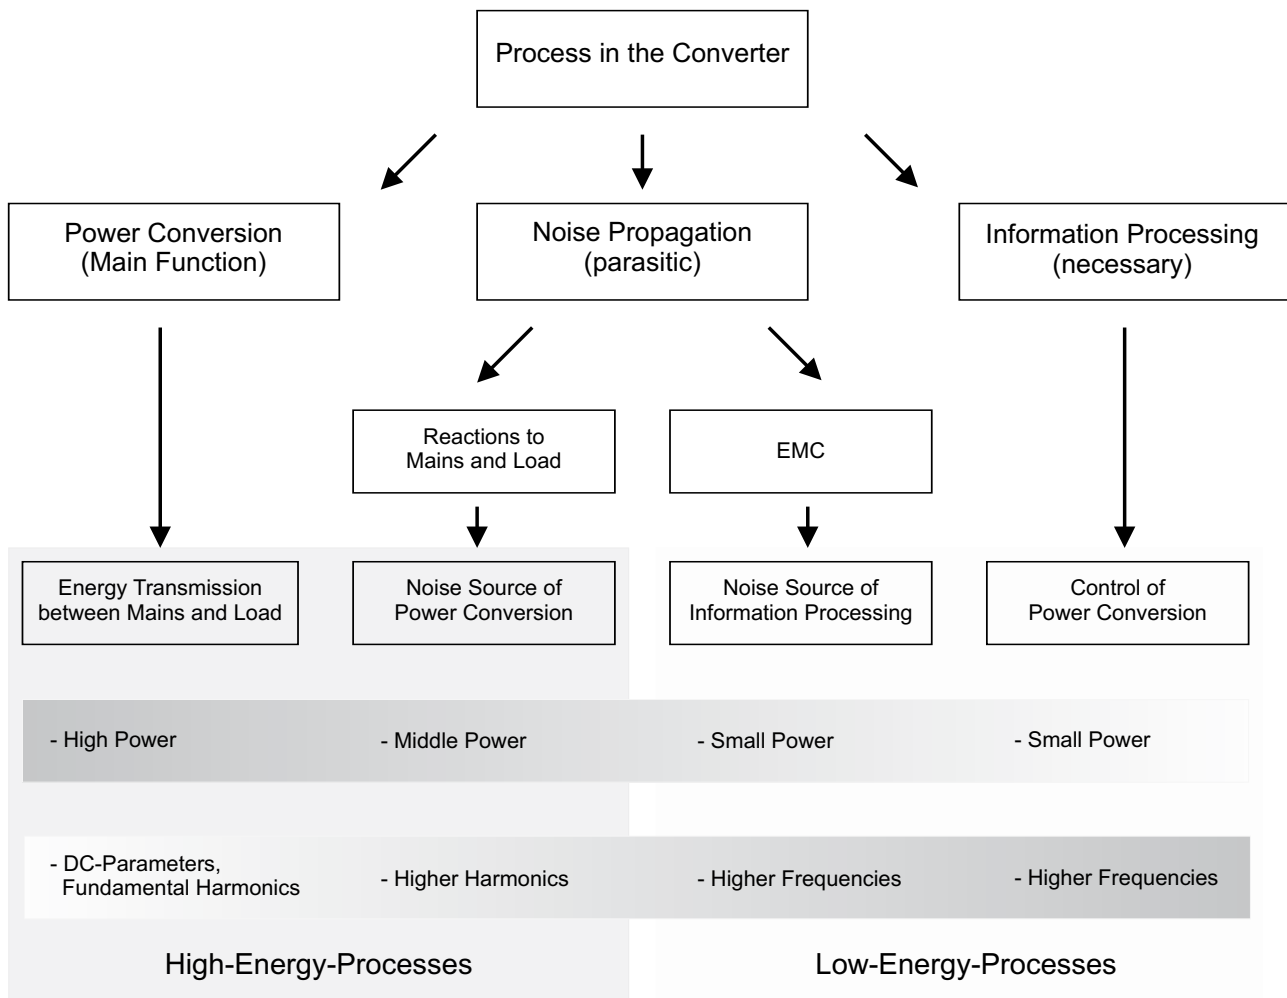 Process in the Converter
Power Conversion
(Main Function)
Noise Propagation
(parasitic)
Information Processing
(necessary)
Reactions to
Mains and Load
EMC
Energy Transmission
between Mains and Load
Noise Source of
Power Conversion
Noise Source of
Information Processing
Control of
Power Conversion
- High Power
- Middle Power
- Small Power
- Small Power
- DC-Parameters,
Fundamental Harmonics
- Higher Harmonics
- Higher Frequencies
- Higher Frequencies
High-Energy-Processes
Low-Energy-Processes